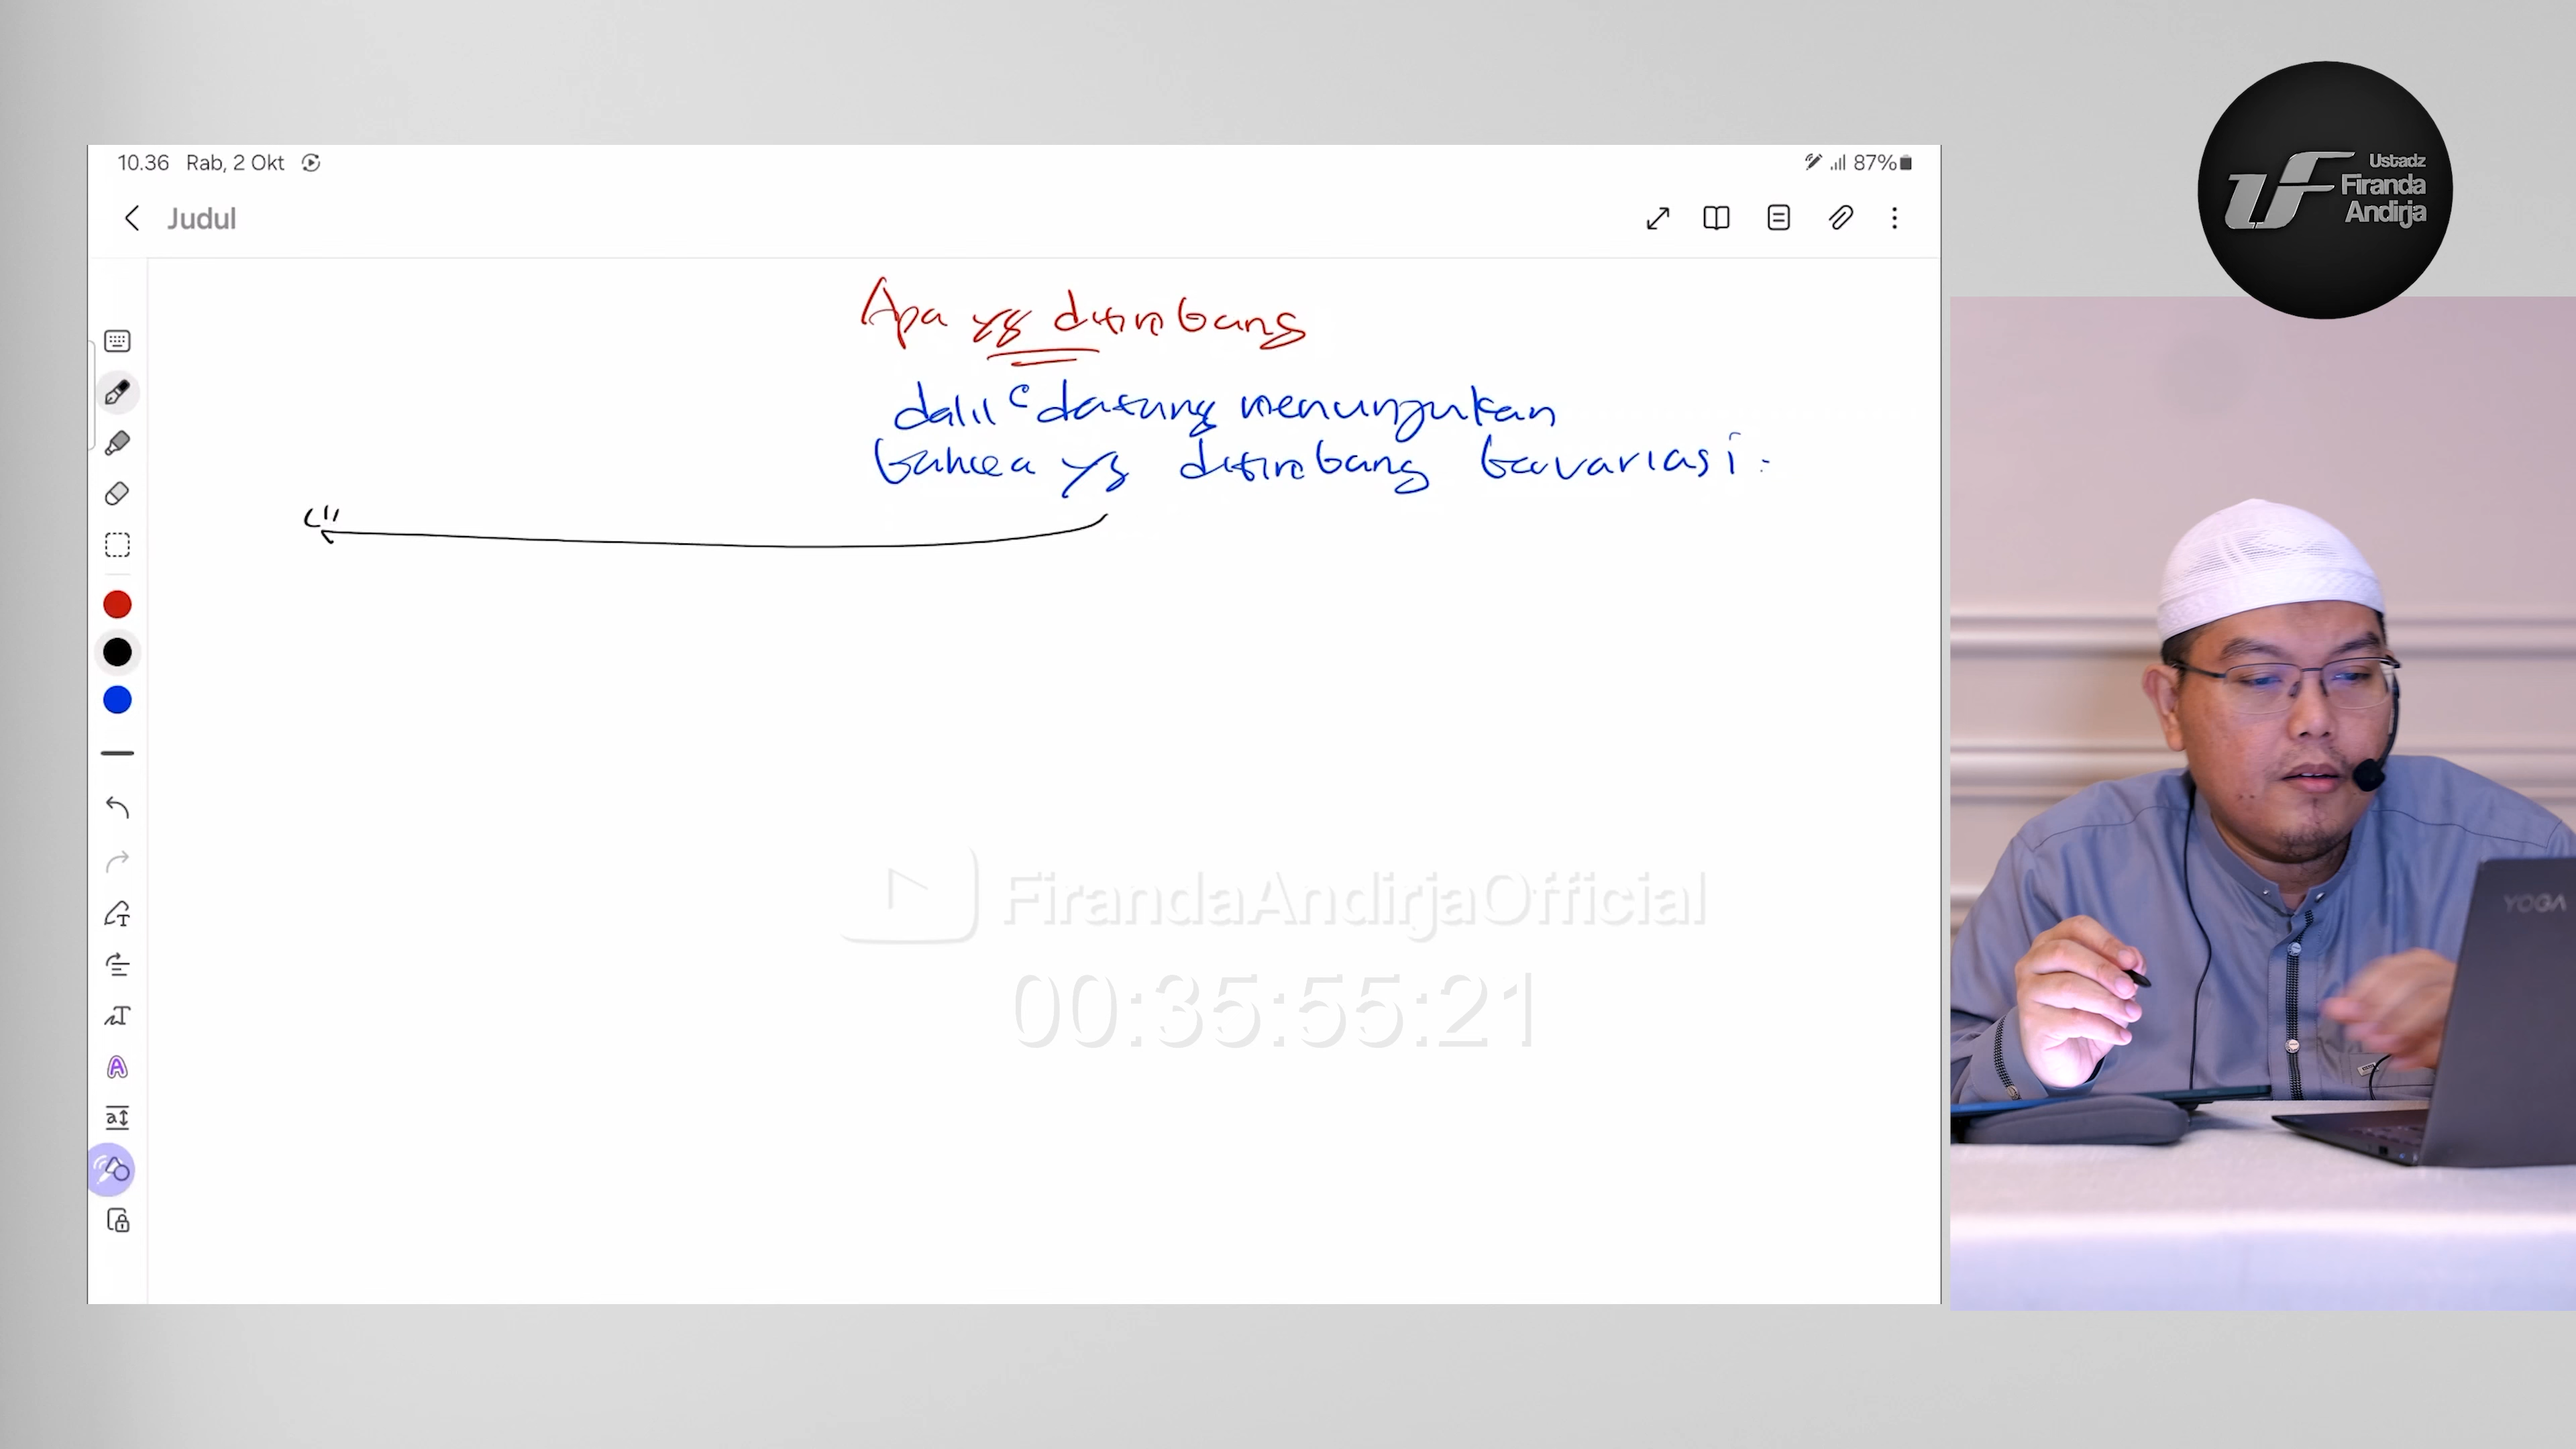 10.36 Rab, 2 Okt
87%
Judul
Apa yg ditimbang
dalil² datang menunjukan
bahwa yg ditimbang bervariasi :
FirandaAndirjaOfficial
00:35:55:21
Ustadz
Firanda
Andirja
YOGA